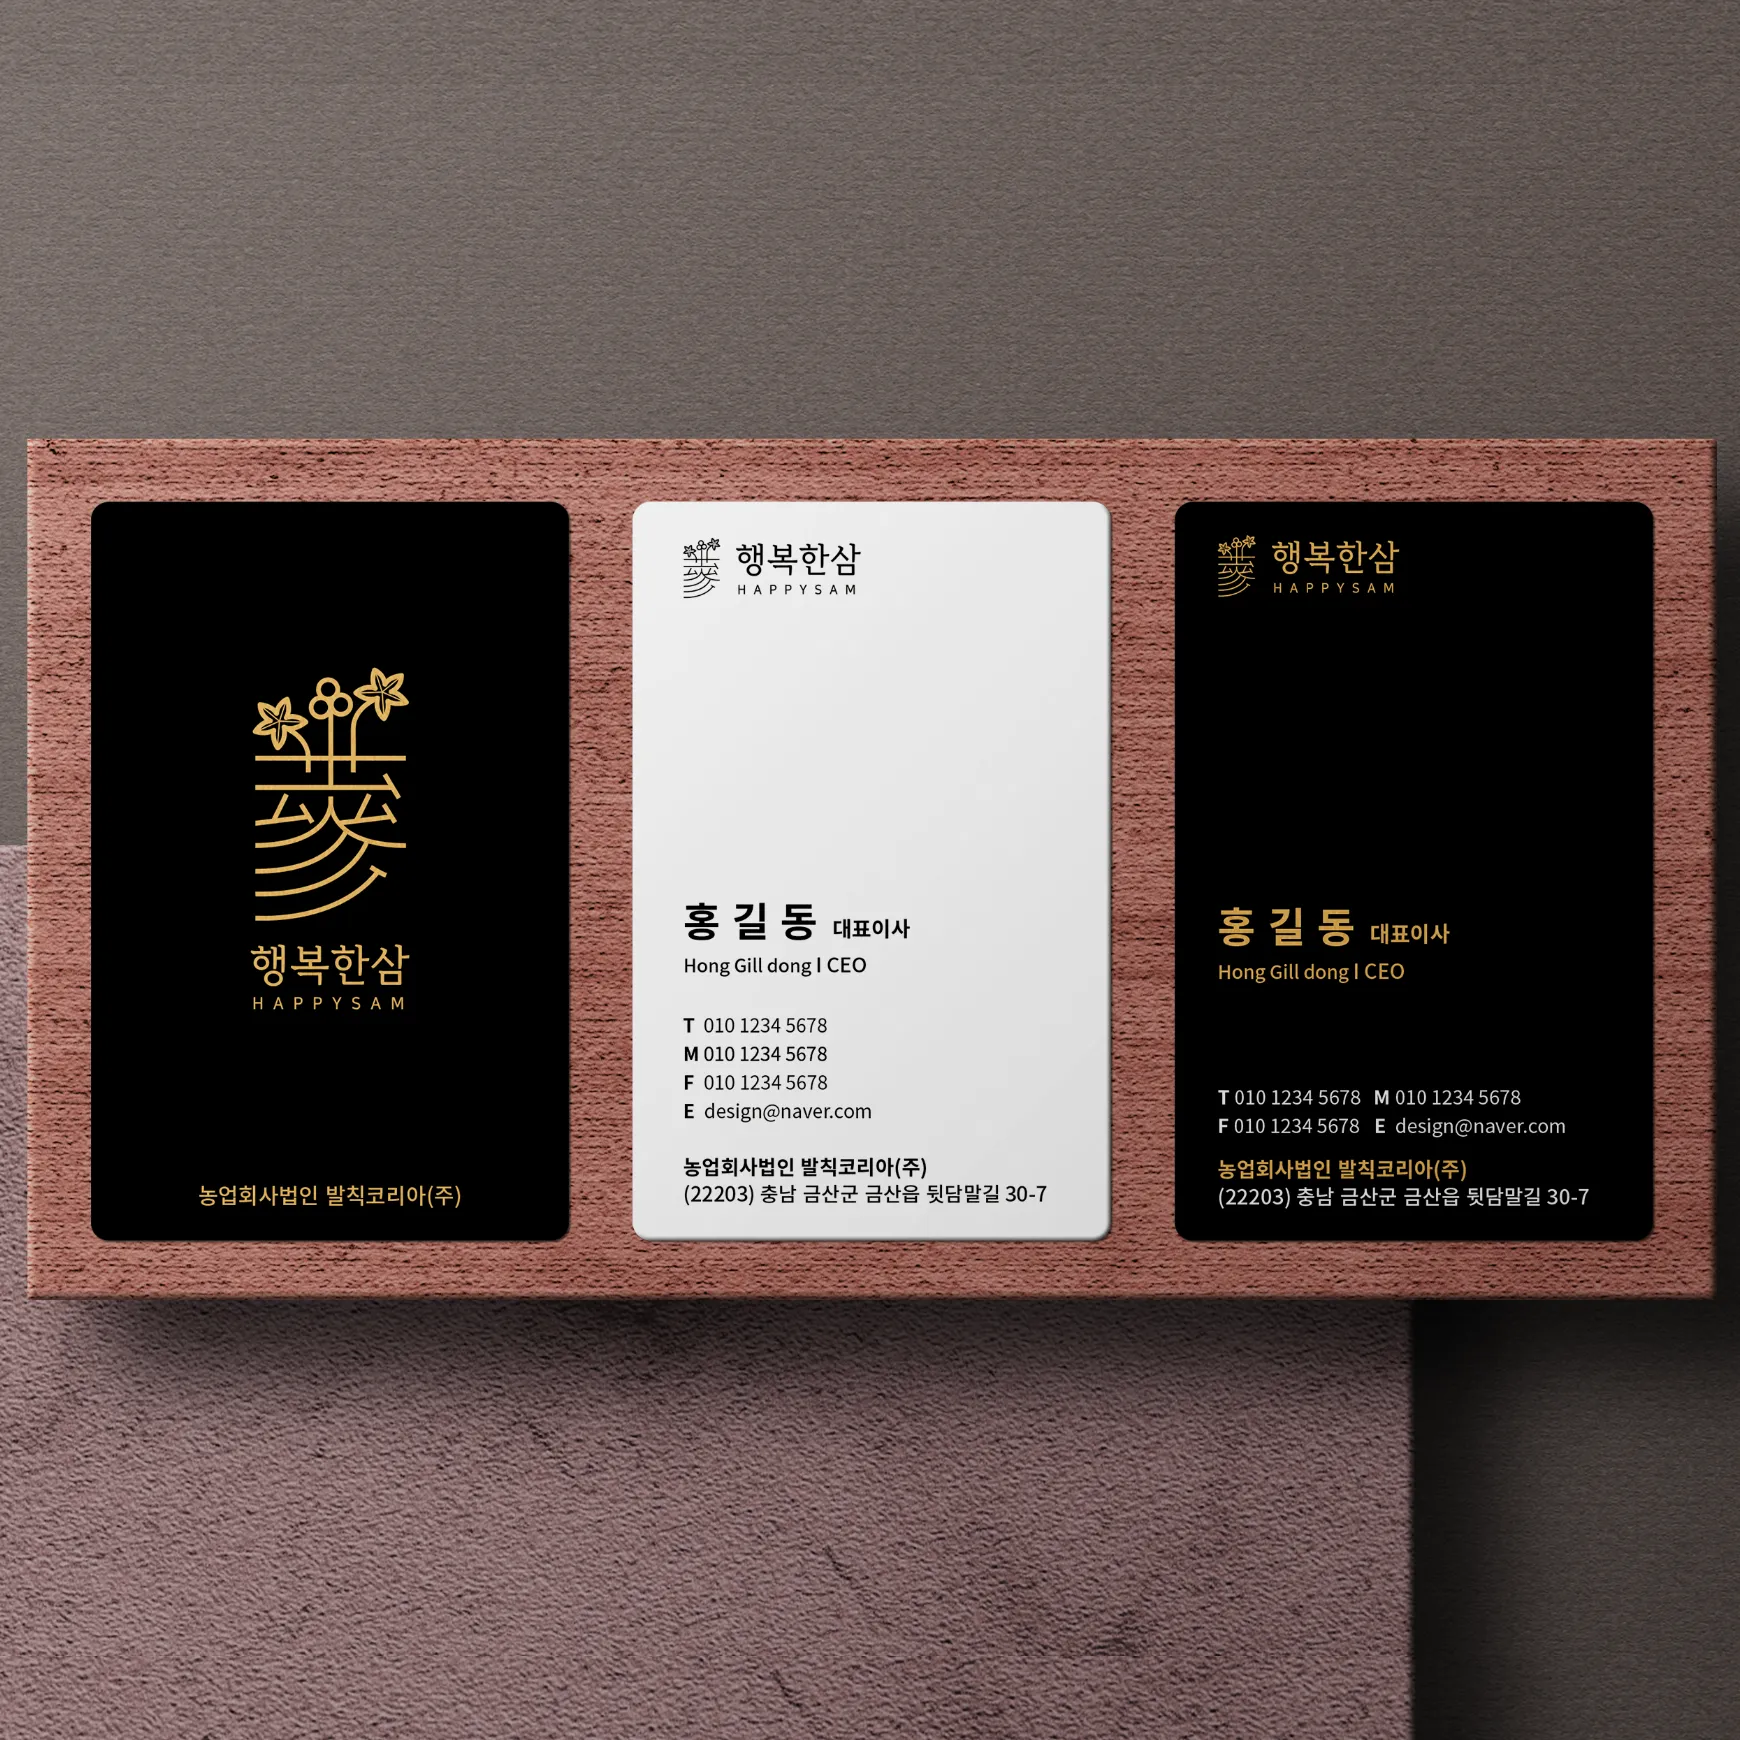 행복한삼
HAPPYSAM
농업회사법인 발칙코리아(주)
행복한삼
HAPPYSAM
홍 길 동 대표이사
Hong Gill dong I CEO
T 010 1234 5678
M 010 1234 5678
F 010 1234 5678
E design@naver.com
농업회사법인 발칙코리아(주)
(22203) 충남 금산군 금산읍 뒷담말길 30-7
행복한삼
HAPPYSAM
홍 길 동 대표이사
Hong Gill dong I CEO
T 010 1234 5678 M 010 1234 5678
F 010 1234 5678 E design@naver.com
농업회사법인 발칙코리아(주)
(22203) 충남 금산군 금산읍 뒷담말길 30-7